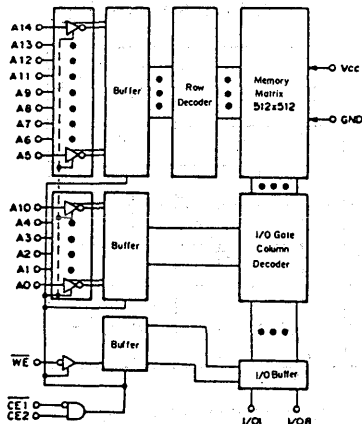 A14
A13
A12
A11
A9
A8
A7
A6
A5
Buffer
Row
Decoder
Memory
Matrix
512x512
Vcc
GND
A10
A4
A3
A2
A1
A0
Buffer
I/O Gate
Column
Decoder
WE
Buffer
I/O Buffer
CE1
CE2
I/O1
I/O8